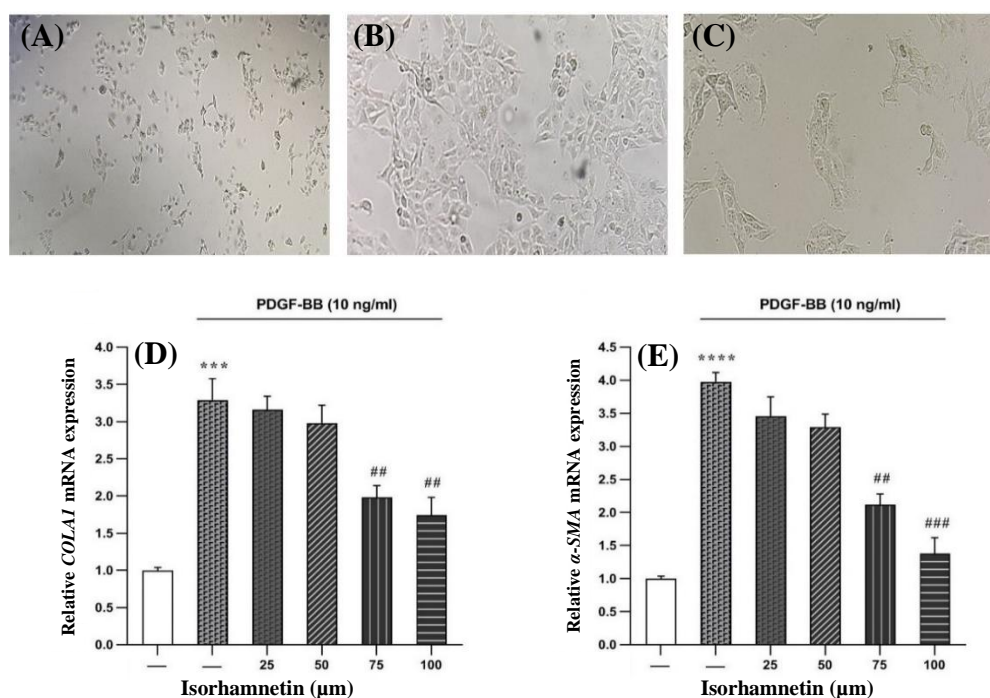 (A)
(B)
(C)
PDGF-BB (10 ng/ml)
(D)
Relative COLA1 mRNA expression
4.0
3.5
3.0
2.5
2.0
1.5
1.0
0.5
0.0
***
##
##
— — 25 50 75 100
Isorhamnetin (µm)
PDGF-BB (10 ng/ml)
(E)
Relative α-SMA mRNA expression
4.5
4.0
3.5
3.0
2.5
2.0
1.5
1.0
0.5
0.0
****
##
###
— — 25 50 75 100
Isorhamnetin (µm)